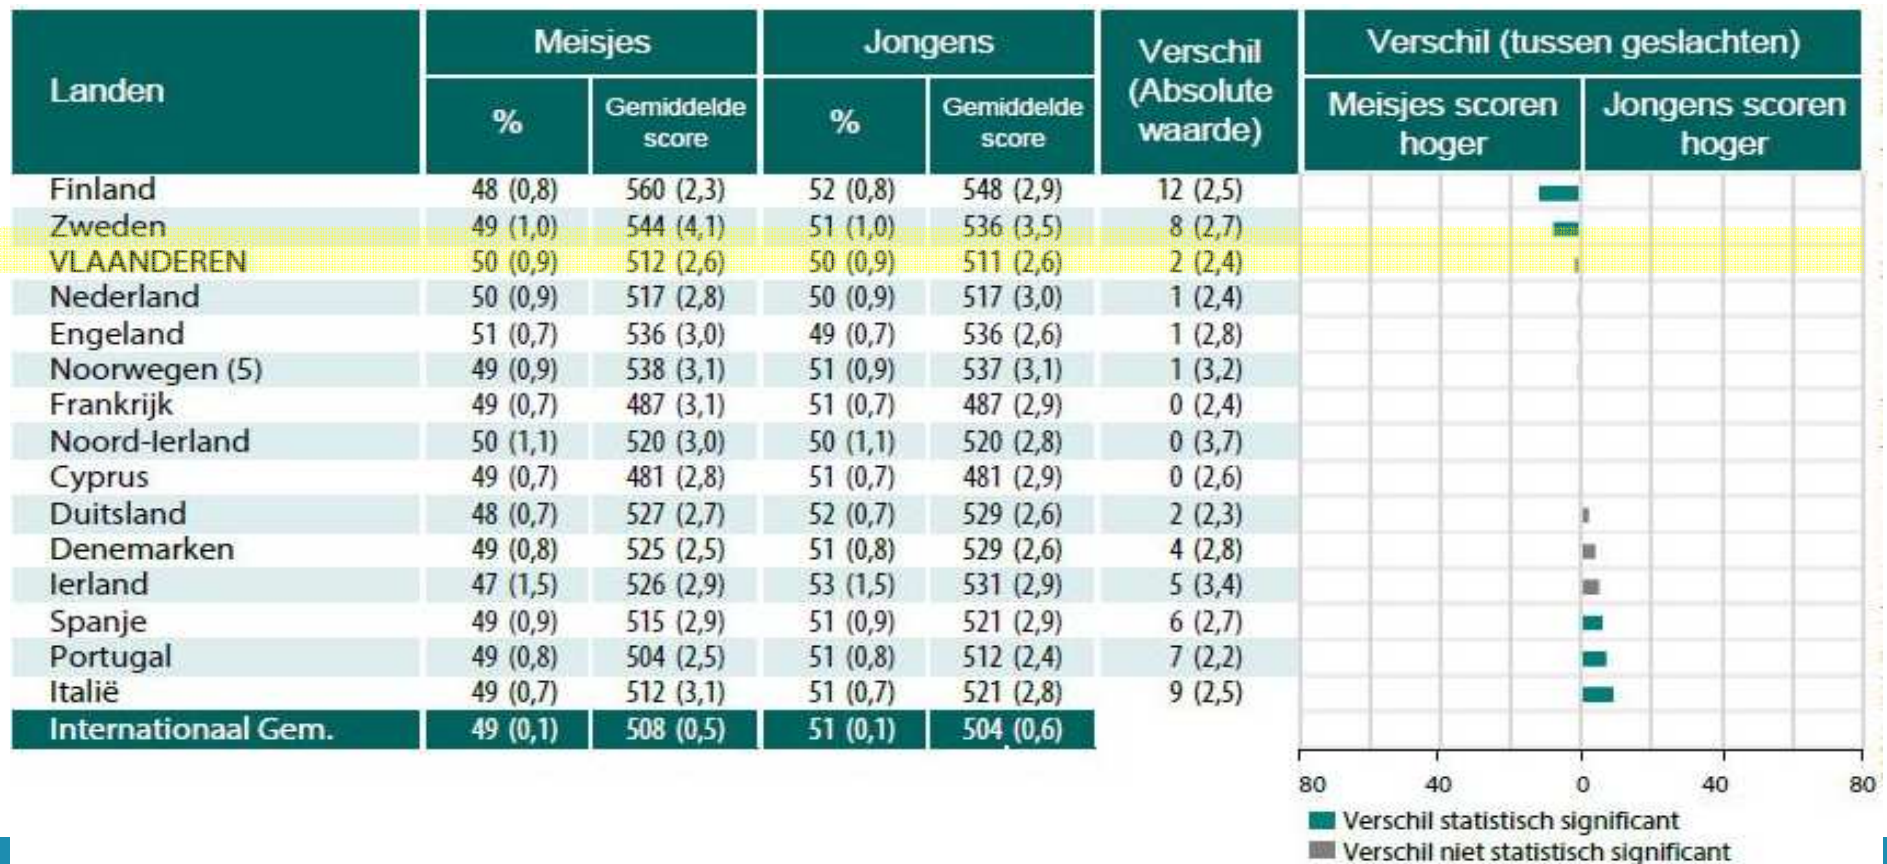 Landen Meisjes Jongens Verschil (Absolute waarde) Verschil (tussen geslachten)
% Gemiddelde score % Gemiddelde score Meisjes scoren hoger Jongens scoren hoger
Finland 48 (0,8) 560 (2,3) 52 (0,8) 548 (2,9) 12 (2,5)
Zweden 49 (1,0) 544 (4,1) 51 (1,0) 536 (3,5) 8 (2,7)
VLAANDEREN 50 (0,9) 512 (2,6) 50 (0,9) 511 (2,6) 2 (2,4)
Nederland 50 (0,9) 517 (2,8) 50 (0,9) 517 (3,0) 1 (2,4)
Engeland 51 (0,7) 536 (3,0) 49 (0,7) 536 (2,6) 1 (2,8)
Noorwegen (5) 49 (0,9) 538 (3,1) 51 (0,9) 537 (3,1) 1 (3,2)
Frankrijk 49 (0,7) 487 (3,1) 51 (0,7) 487 (2,9) 0 (2,4)
Noord-Ierland 50 (1,1) 520 (3,0) 50 (1,1) 520 (2,8) 0 (3,7)
Cyprus 49 (0,7) 481 (2,8) 51 (0,7) 481 (2,9) 0 (2,6)
Duitsland 48 (0,7) 527 (2,7) 52 (0,7) 529 (2,6) 2 (2,3)
Denemarken 49 (0,8) 525 (2,5) 51 (0,8) 529 (2,6) 4 (2,8)
Ierland 47 (1,5) 526 (2,9) 53 (1,5) 531 (2,9) 5 (3,4)
Spanje 49 (0,9) 515 (2,9) 51 (0,9) 521 (2,9) 6 (2,7)
Portugal 49 (0,8) 504 (2,5) 51 (0,8) 512 (2,4) 7 (2,2)
Italië 49 (0,7) 512 (3,1) 51 (0,7) 521 (2,8) 9 (2,5)
Internationaal Gem. 49 (0,1) 508 (0,5) 51 (0,1) 504 (0,6)
80 40 0 40 80
Verschil statistisch significant
Verschil niet statistisch significant